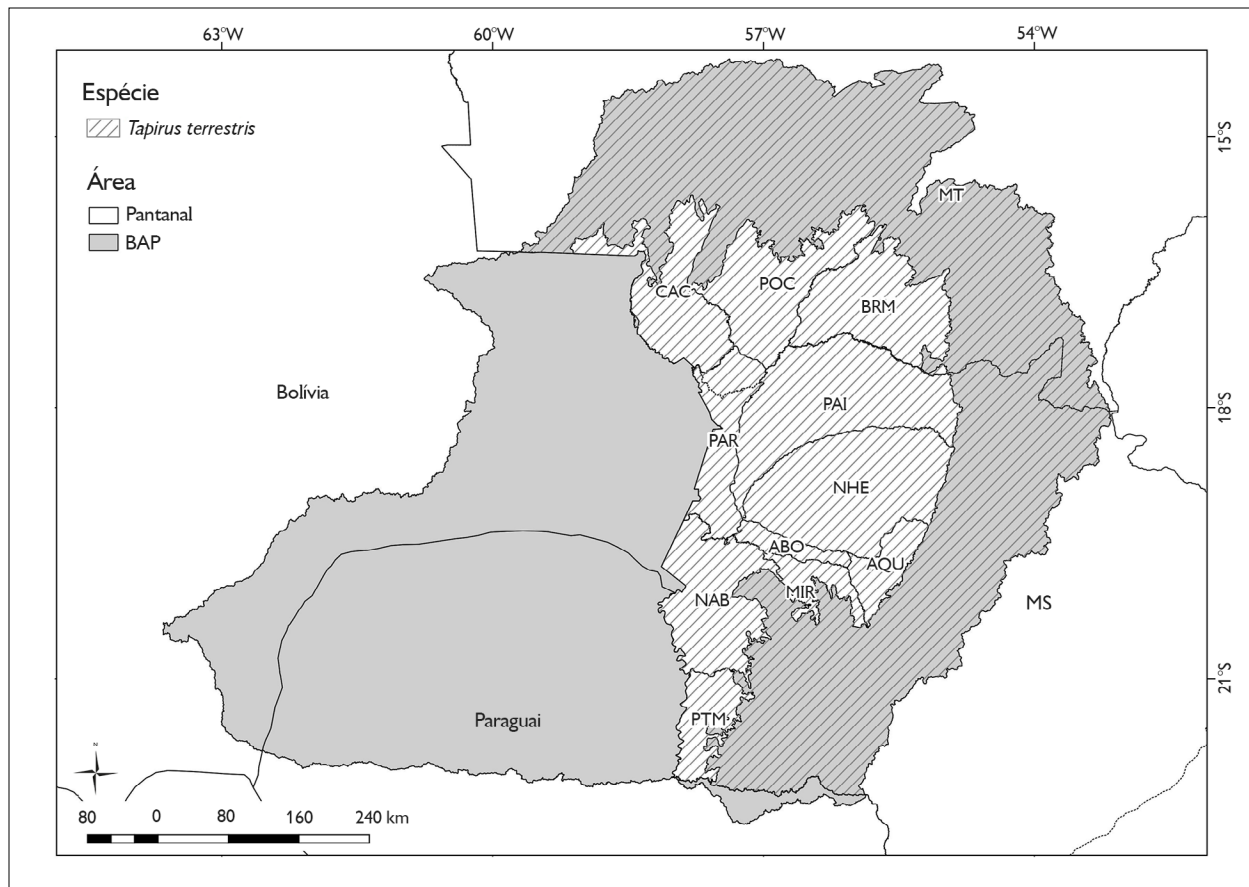 63°W 60°W 57°W 54°W
Espécie
Tapirus terrestris
Área
Pantanal
BAP
15°S
MT
CAC
POC
BRM
Bolívia
PAI
18°S
PAR
NHE
ABO
AQU
NAB
MIR
MS
21°S
Paraguai
PTM
N
80 0 80 160 240 km